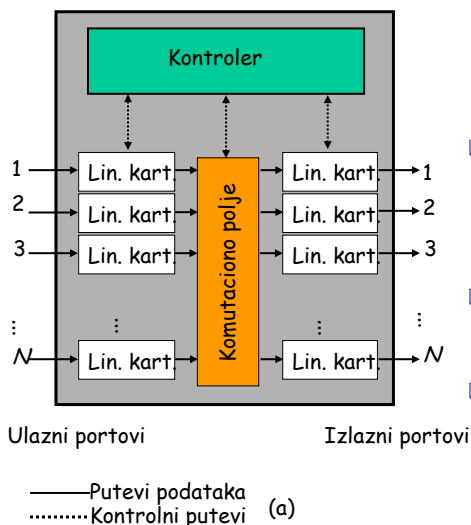 Kontroler
1 Lin. kart. Lin. kart. 1
2 Lin. kart. Lin. kart. 2
3 Lin. kart. Lin. kart. 3
Komutaciono polje
... ... ... ...
N Lin. kart. Lin. kart. N
Ulazni portovi Izlazni portovi
Putevi podataka
Kontrolni putevi (a)